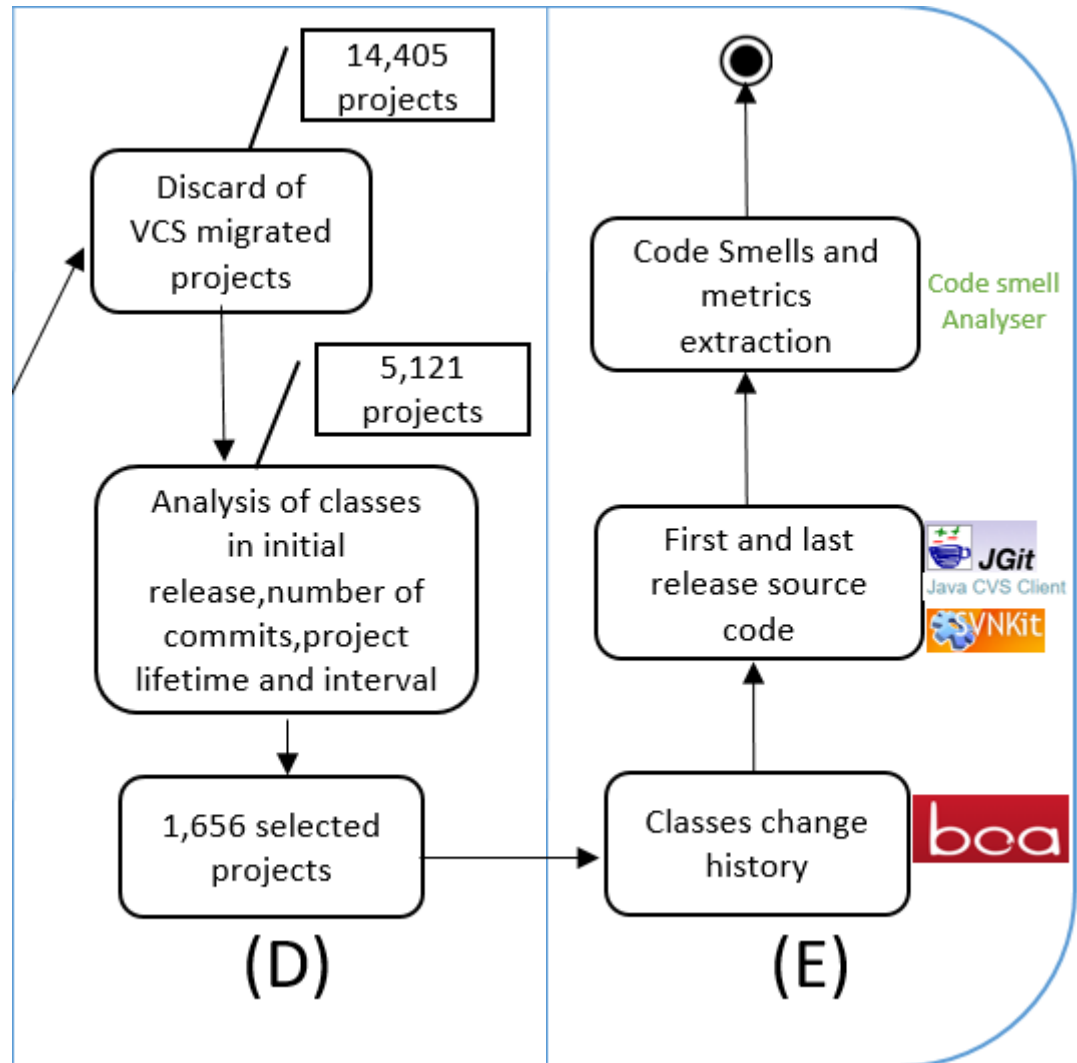 14,405
projects
Discard of
VCS migrated
projects
5,121
projects
Analysis of classes
in initial
release,number of
commits,project
lifetime and interval
1,656 selected
projects
(D)
Code Smells and
metrics
extraction
Code smell
Analyser
First and last
release source
code
JGit
Java CVS Client
SVNKit
Classes change
history
boa
(E)